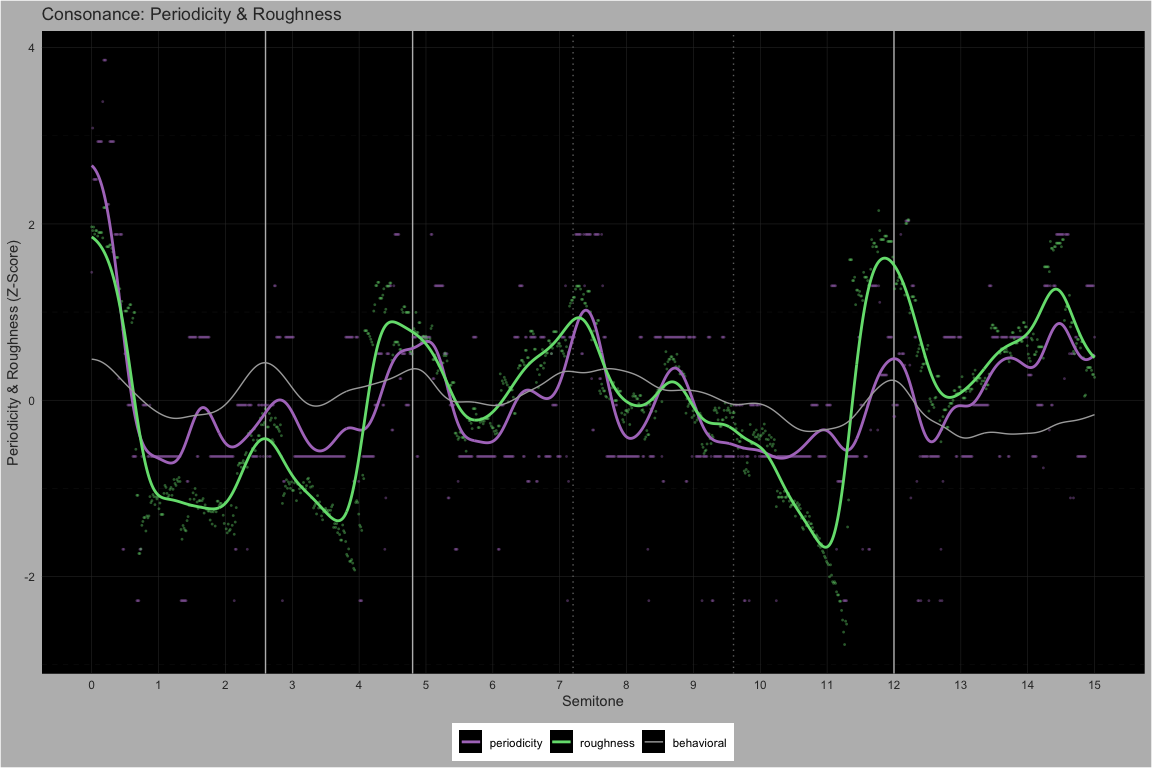 Consonance: Periodicity & Roughness
Periodicity & Roughness (Z-Score)
4
2
0
-2
0 1 2 3 4 5 6 7 8 9 10 11 12 13 14 15
Semitone
periodicity roughness behavioral